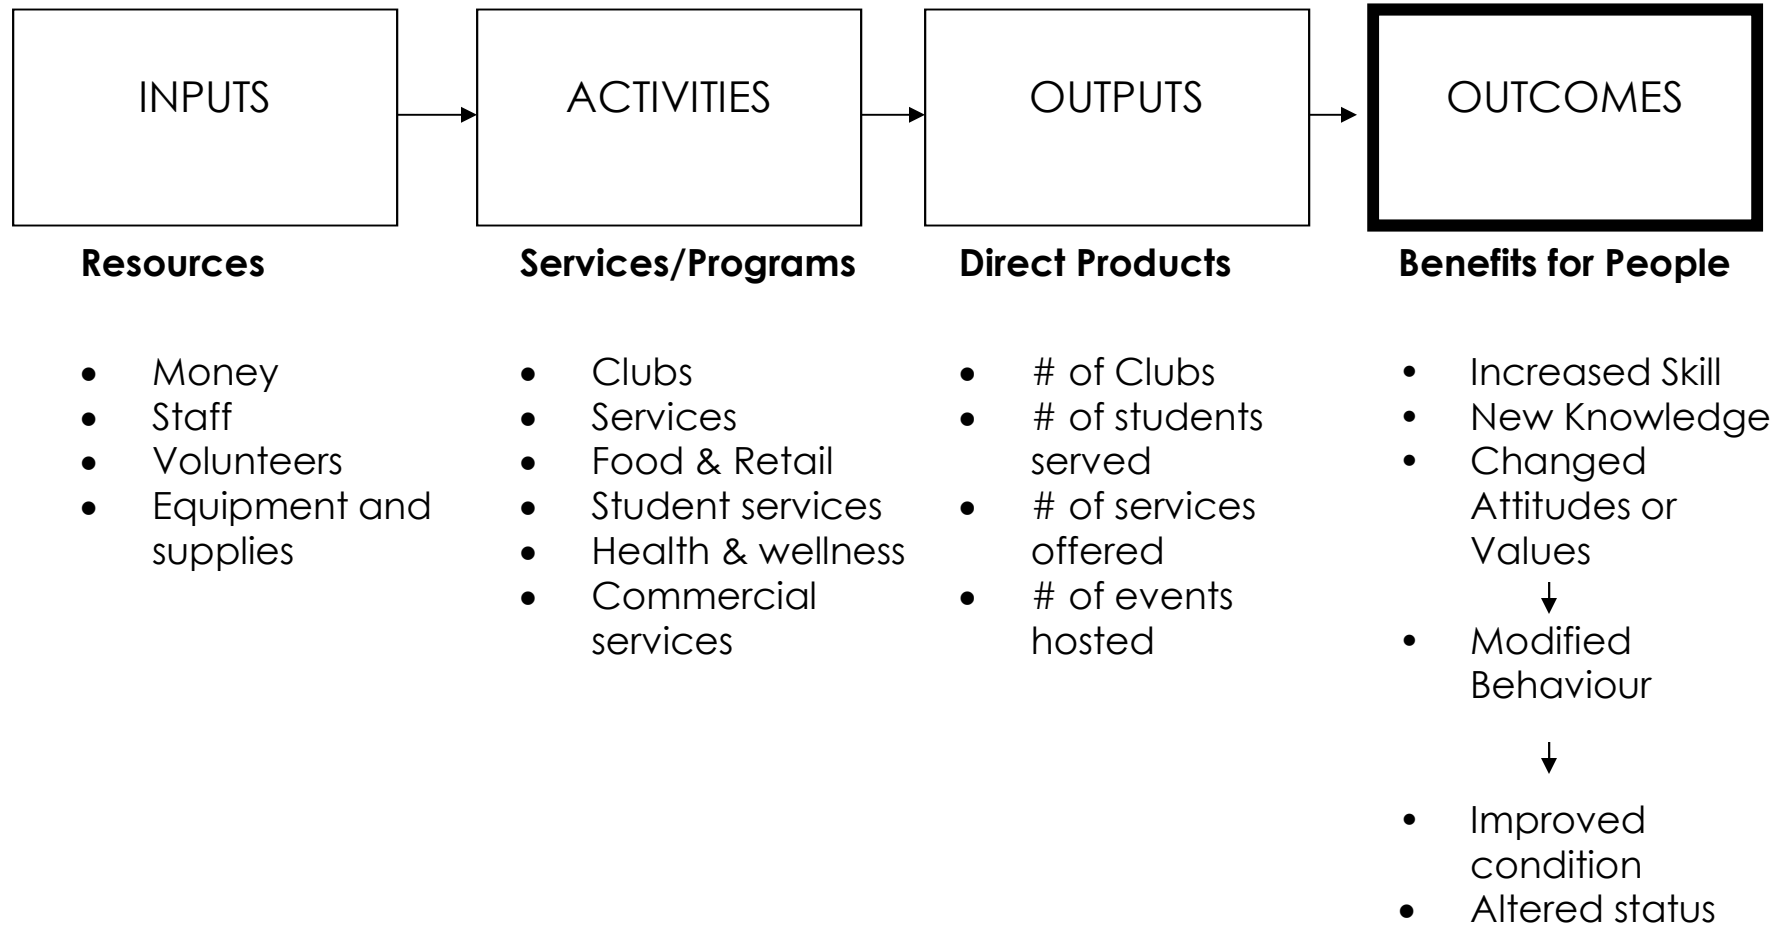 INPUTS
ACTIVITIES
OUTPUTS
OUTCOMES
Resources
• Money
• Staff
• Volunteers
• Equipment and
supplies
Services/Programs
• Clubs
• Services
• Food & Retail
• Student services
• Health & wellness
• Commercial
services
Direct Products
• # of Clubs
• # of students
served
• # of services
offered
• # of events
hosted
Benefits for People
• Increased Skill
• New Knowledge
• Changed
Attitudes or
Values
• Modified
Behaviour
• Improved
condition
• Altered status